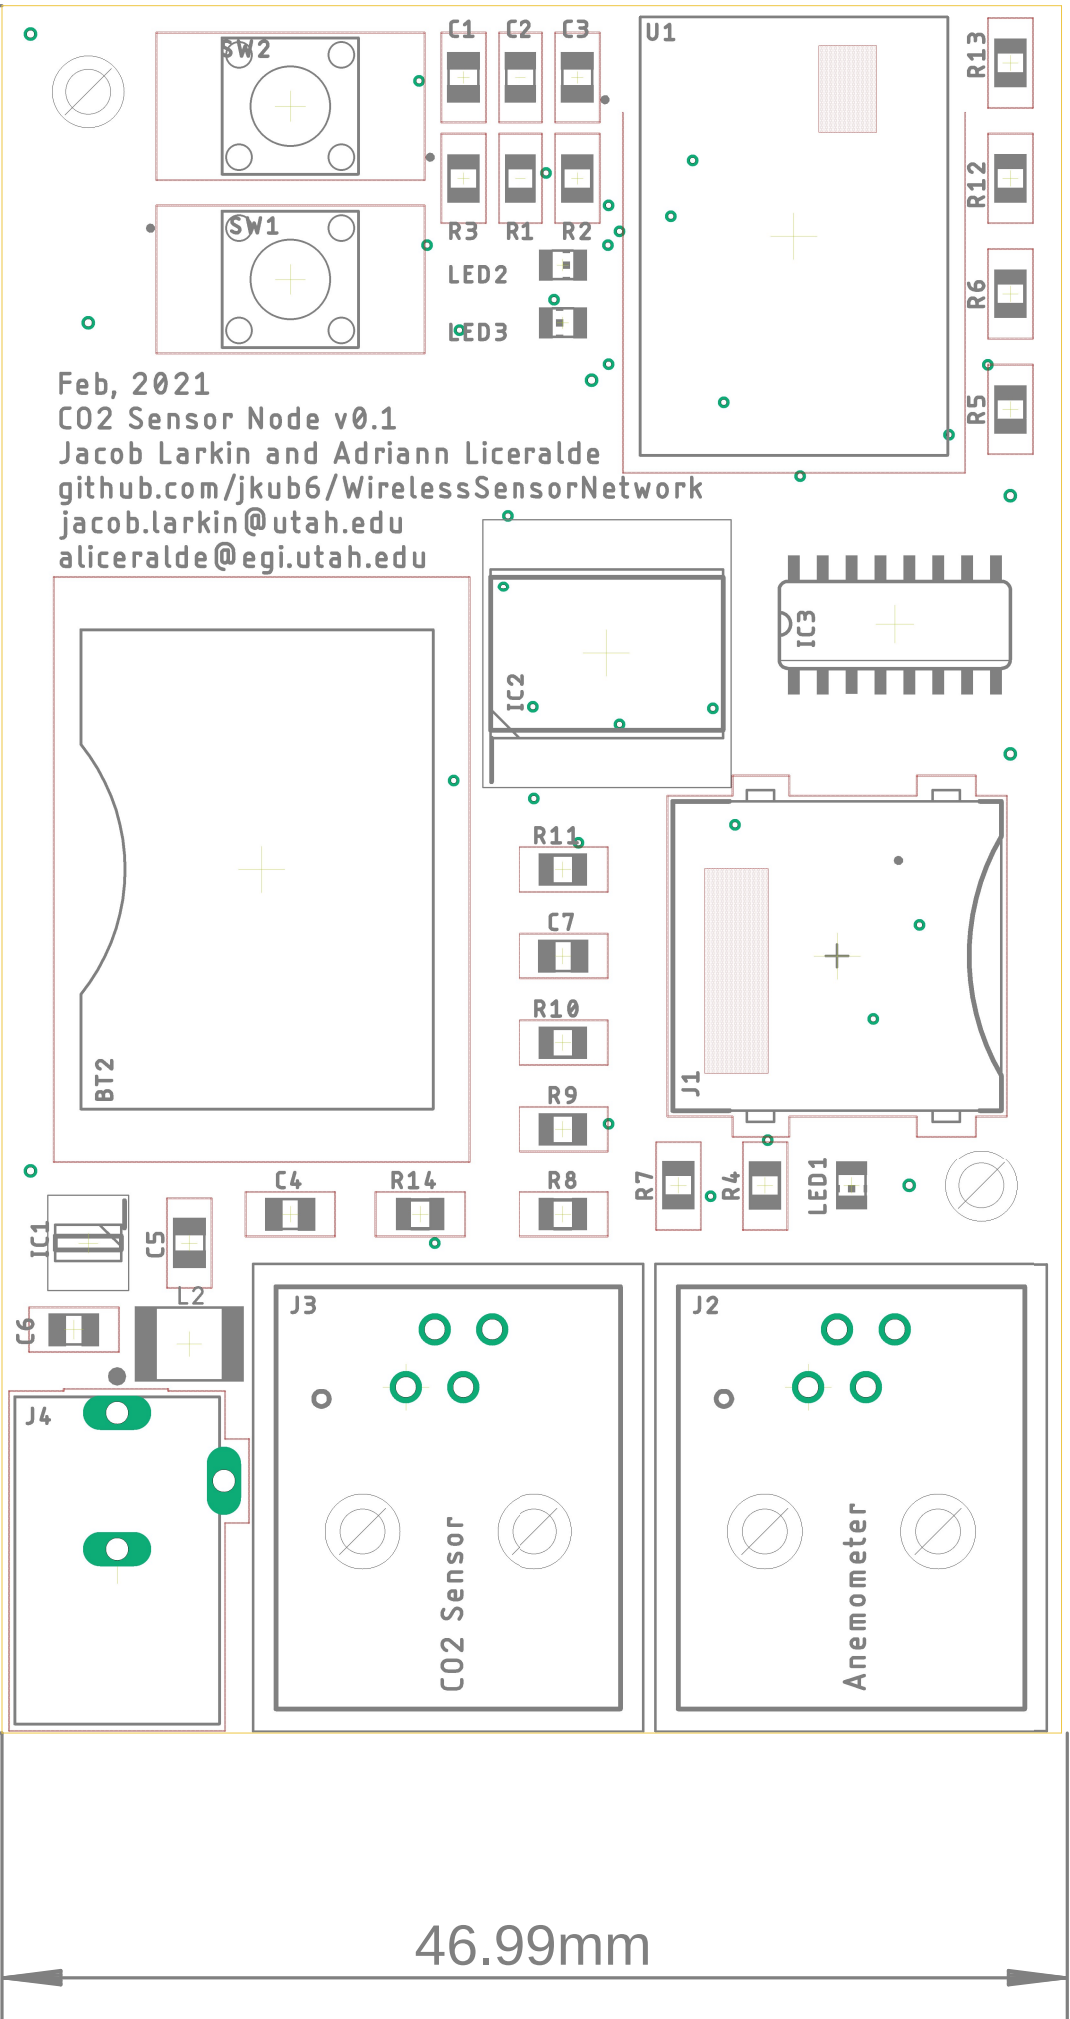 SW2
C1 C2 C3
U1
R13
R12
SW1
R3 R1 R2
LED2
R6
LED3
R5
Feb, 2021
CO2 Sensor Node v0.1
Jacob Larkin and Adriann Liceralde
github.com/jkub6/WirelessSensorNetwork
jacob.larkin@utah.edu
aliceralde@egi.utah.edu
IC3
IC2
R11
C7
R10
BT2
J1
R9
C4 R14 R8
R7
R4
LED1
IC1
C5
L2
C6
J3
J2
J4
CO2 Sensor
Anemometer
46.99mm